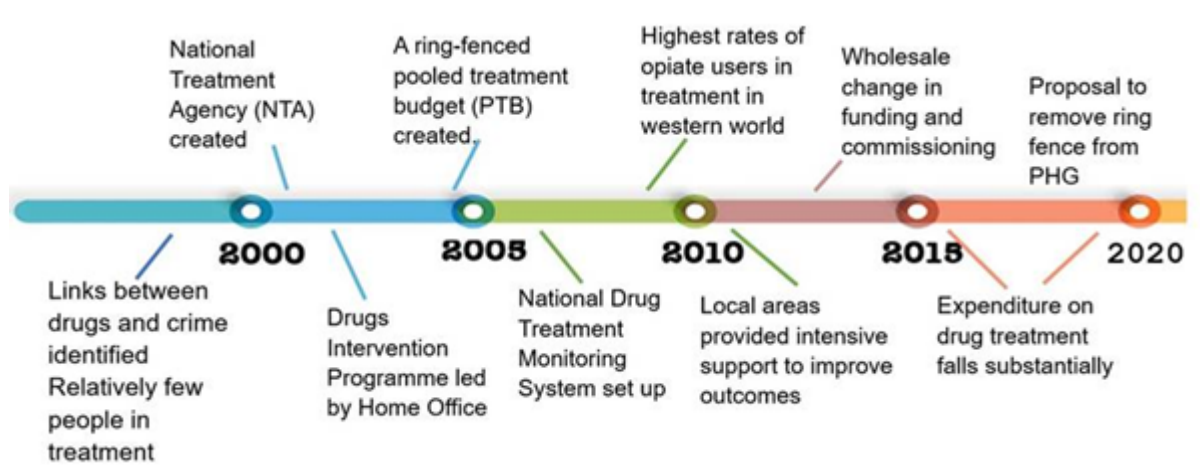 National
Treatment
Agency (NTA)
created
A ring-fenced
pooled treatment
budget (PTB)
created.
Highest rates of
opiate users in
treatment in
western world
Wholesale
change in
funding and
commissioning
Proposal to
remove ring
fence from
PHG
2000
2005
2010
2015
2020
Links between
drugs and crime
identified
Relatively few
people in
treatment
Drugs
Intervention
Programme led
by Home Office
National Drug
Treatment
Monitoring
System set up
Local areas
provided intensive
support to improve
outcomes
Expenditure on
drug treatment
falls substantially